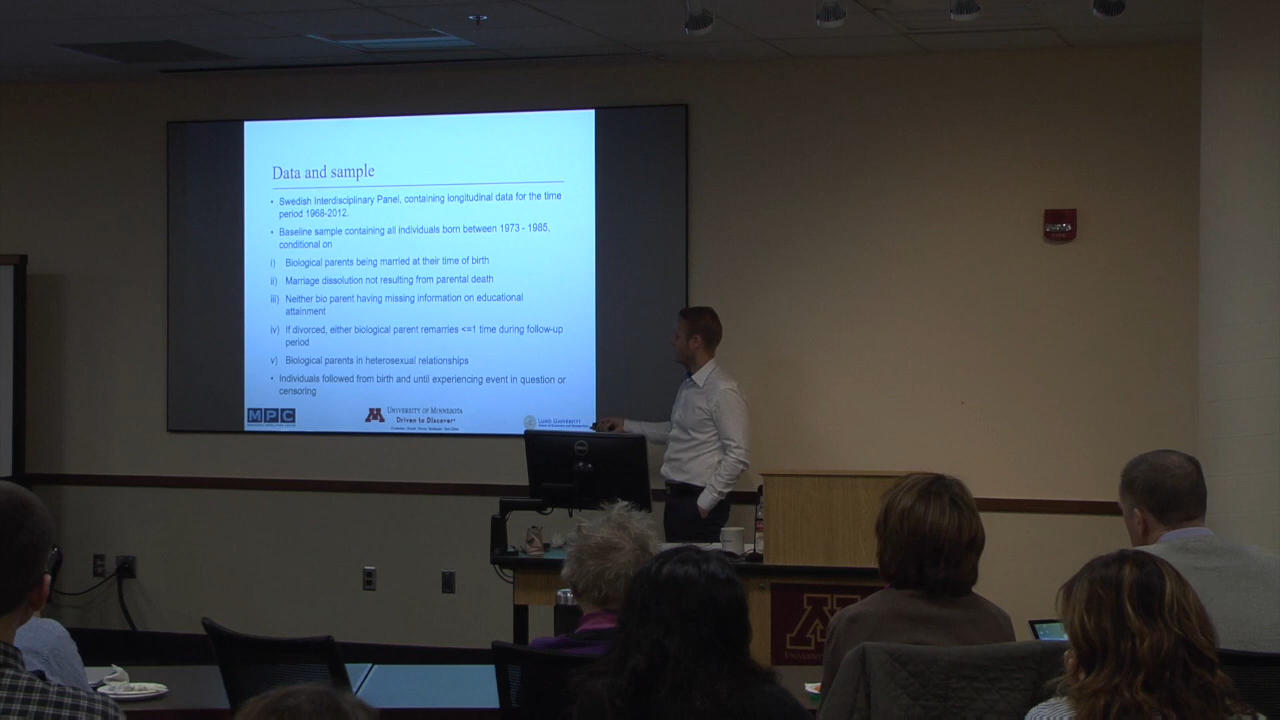 Data and sample
• Swedish Interdisciplinary Panel, containing longitudinal data for the time
period 1968-2012.
• Baseline sample containing all individuals born between 1973 - 1985,
conditional on
i) Biological parents being married at their time of birth
ii) Marriage dissolution not resulting from parental death
iii) Neither bio parent having missing information on educational
attainment
iv) If divorced, either biological parent remarries <=1 time during follow-up
period
v) Biological parents in heterosexual relationships
• Individuals followed from birth and until experiencing event in question or
censoring
MPC
M
UNIVERSITY OF MINNESOTA
Driven to Discover
LUND UNIVERSITY
DELL
M